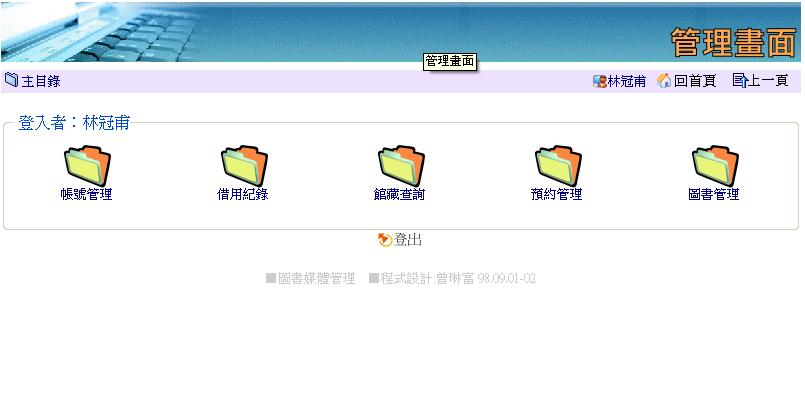 管理畫面
管理畫面
主目錄 林冠甫 回首頁 上一頁
登入者：林冠甫
帳號管理 借用紀錄 館藏查詢 預約管理 圖書管理
登出
■圖書媒體管理 ■程式設計:曾琳富 98.09.01-02